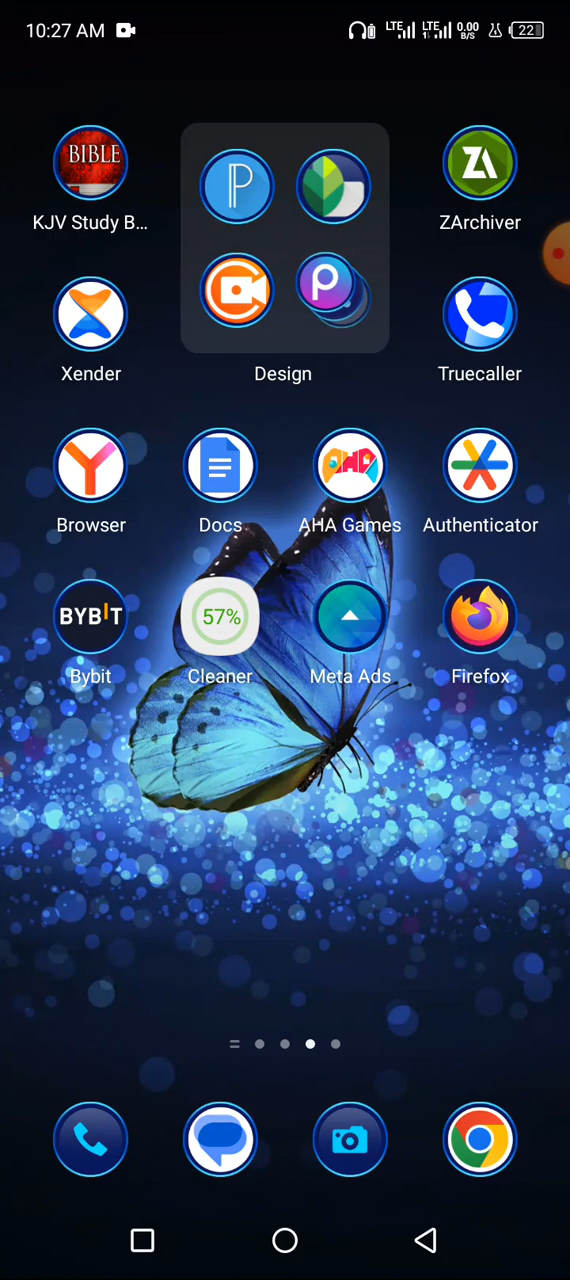 10:27 AM LTE LTE 0.00 B/S 22
BIBLE
KJV Study B...
Design
ZArchiver
Xender
Truecaller
AHA
Browser
Docs
AHA Games
Authenticator
BYBIT
57%
Bybit
Cleaner
Meta Ads
Firefox